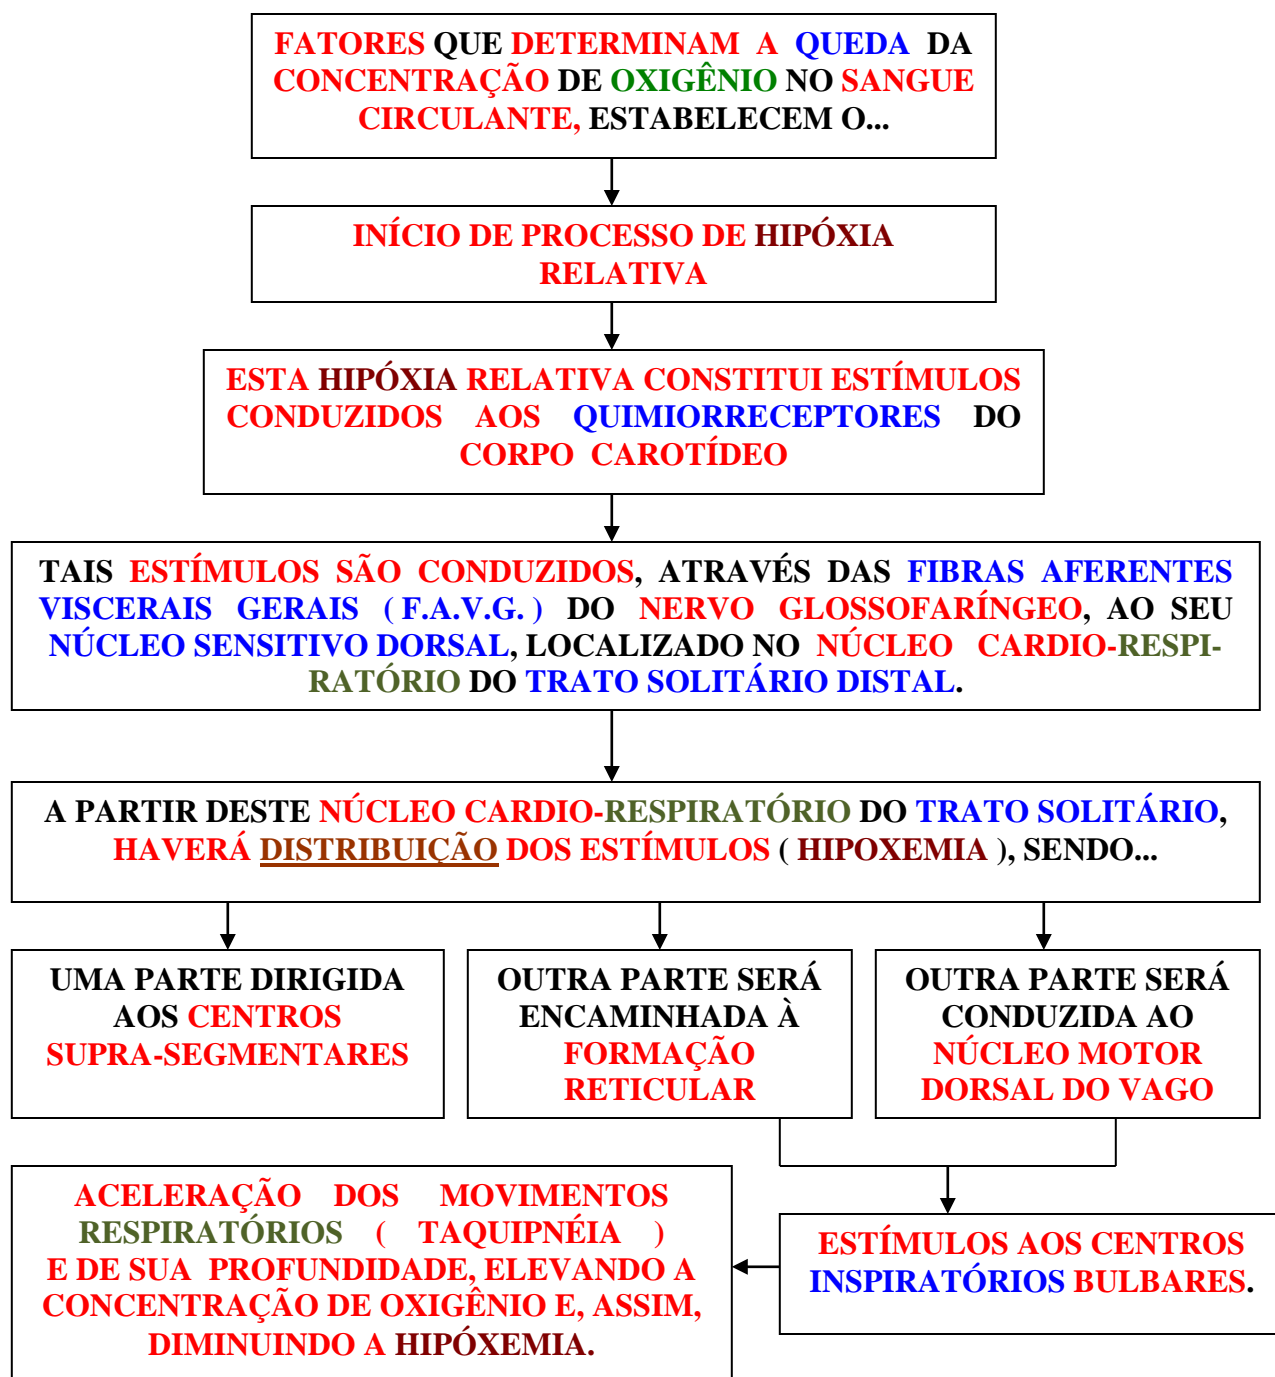 FATORES QUE DETERMINAM A QUEDA DA
CONCENTRAÇÃO DE OXIGÊNIO NO SANGUE
CIRCULANTE, ESTABELECEM O...
INÍCIO DE PROCESSO DE HIPÓXIA
RELATIVA
ESTA HIPÓXIA RELATIVA CONSTITUI ESTÍMULOS
CONDUZIDOS AOS QUIMIORRECEPTORES DO
CORPO CAROTÍDEO
TAIS ESTÍMULOS SÃO CONDUZIDOS, ATRAVÉS DAS FIBRAS AFERENTES
VISCERAIS GERAIS ( F.A.V.G. ) DO NERVO GLOSSOFARÍNGEO, AO SEU
NÚCLEO SENSITIVO DORSAL, LOCALIZADO NO NÚCLEO CARDIO-RESPI-
RATÓRIO DO TRATO SOLITÁRIO DISTAL.
A PARTIR DESTE NÚCLEO CARDIO-RESPIRATÓRIO DO TRATO SOLITÁRIO,
HAVERÁ DISTRIBUIÇÃO DOS ESTÍMULOS ( HIPOXEMIA ), SENDO...
UMA PARTE DIRIGIDA
AOS CENTROS
SUPRA-SEGMENTARES
OUTRA PARTE SERÁ
ENCAMINHADA À
FORMAÇÃO
RETICULAR
OUTRA PARTE SERÁ
CONDUZIDA AO
NÚCLEO MOTOR
DORSAL DO VAGO
ESTÍMULOS AOS CENTROS
INSPIRATÓRIOS BULBARES.
ACELERAÇÃO DOS MOVIMENTOS
RESPIRATÓRIOS ( TAQUIPNÉIA )
E DE SUA PROFUNDIDADE, ELEVANDO A
CONCENTRAÇÃO DE OXIGÊNIO E, ASSIM,
DIMINUINDO A HIPÓXEMIA.